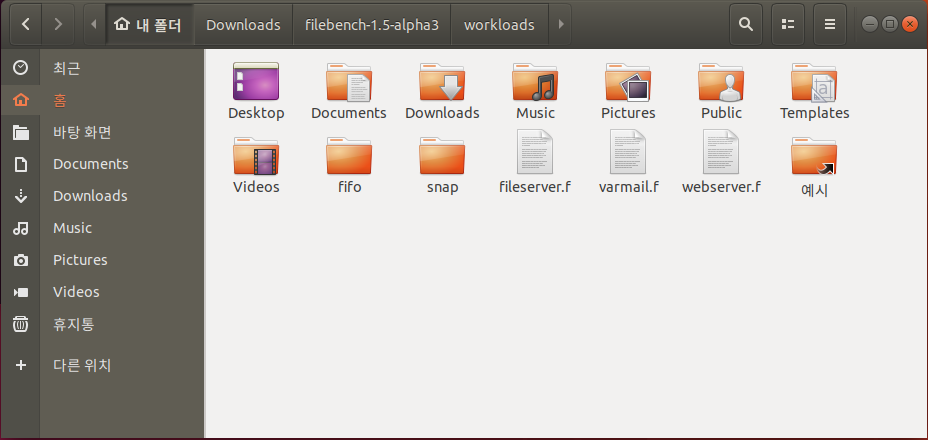 내 폴더 Downloads filebench-1.5-alpha3 workloads
최근
홈
바탕 화면
Documents
Downloads
Music
Pictures
Videos
휴지통
다른 위치
Desktop Documents Downloads Music Pictures Public Templates
Videos fifo snap fileserver.f varmail.f webserver.f 예시